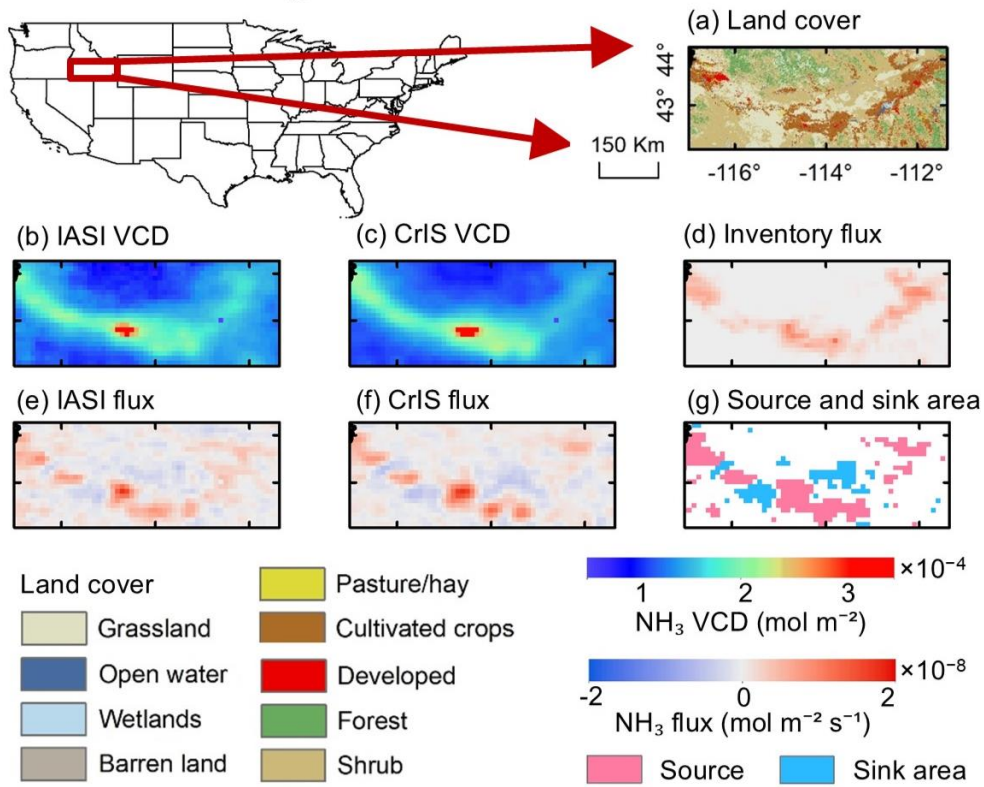 (a) Land cover
44°
43°
150 Km
-116°
-114°
-112°
(b) IASI VCD
(c) CrIS VCD
(d) Inventory flux
(e) IASI flux
(f) CrIS flux
(g) Source and sink area
Land cover
Grassland
Open water
Wetlands
Barren land
Pasture/hay
Cultivated crops
Developed
Forest
Shrub
×10⁻⁴
1 2 3
NH₃ VCD (mol m⁻²)
×10⁻⁸
-2 0 2
NH₃ flux (mol m⁻² s⁻¹)
Source
Sink area